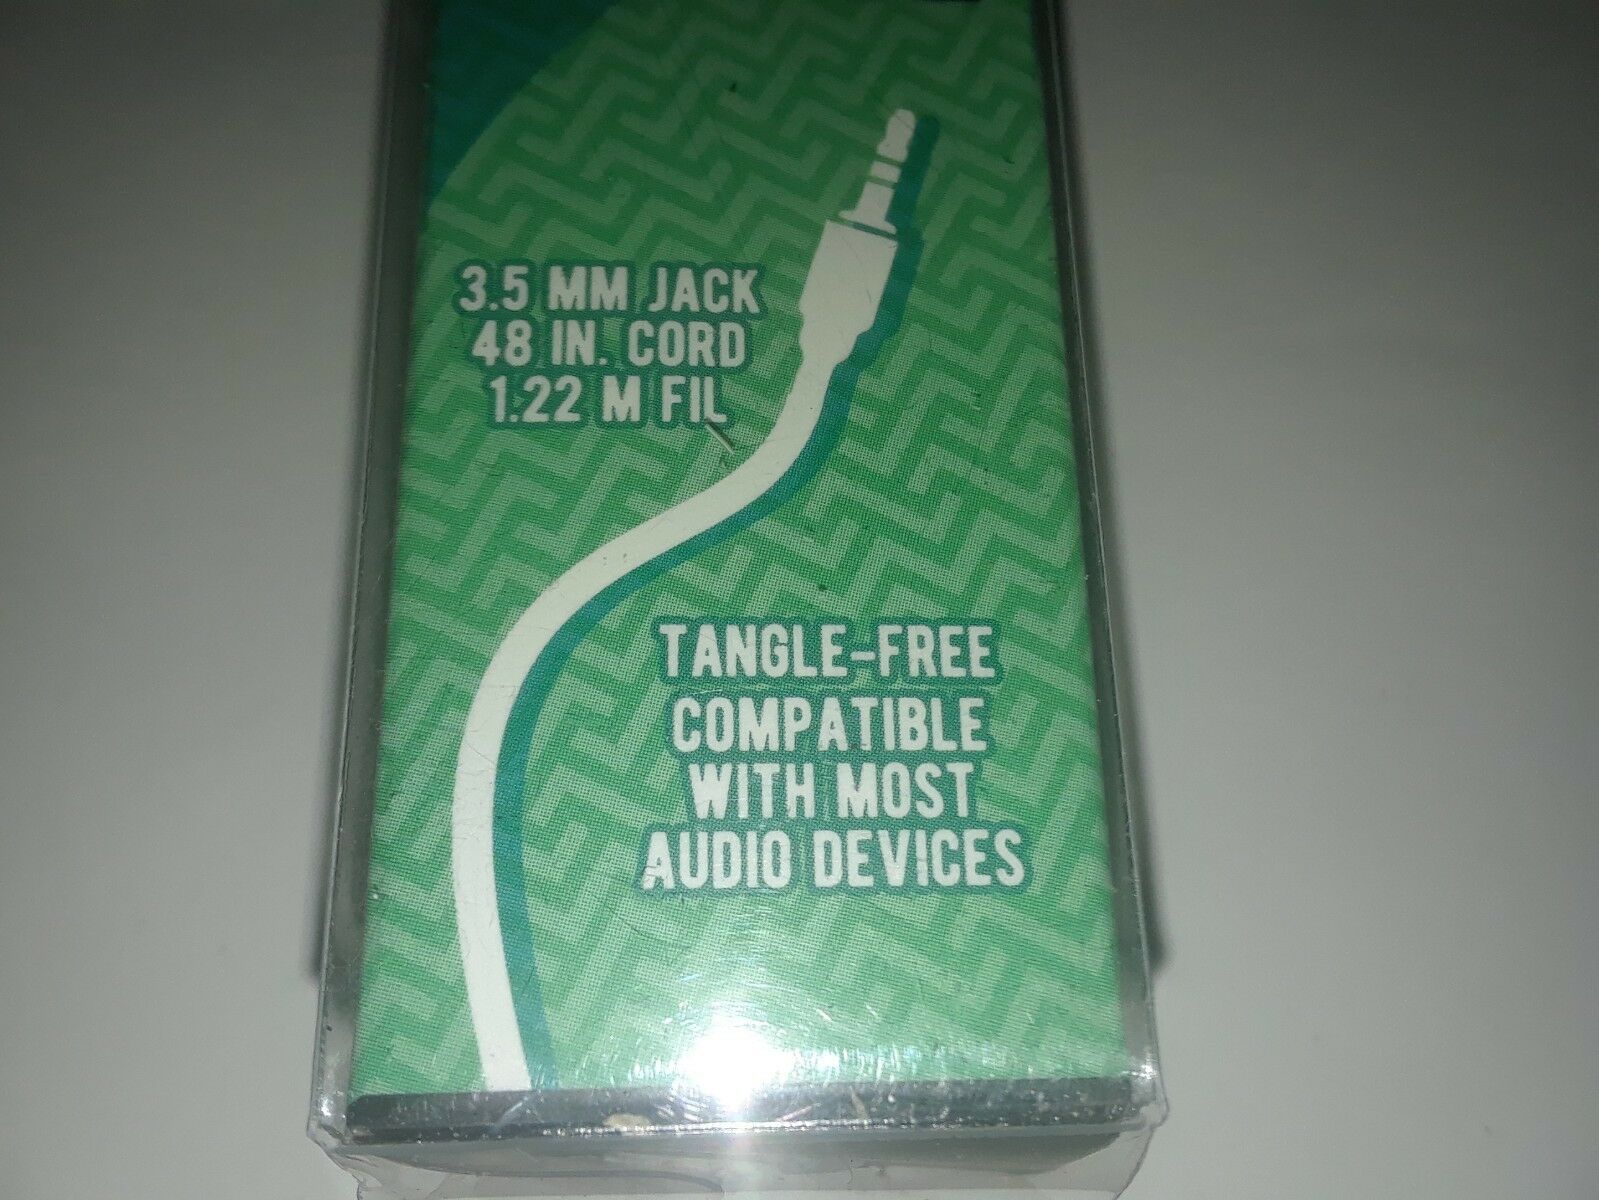 3.5 MM JACK
48 IN. CORD
1.22 M FIL
TANGLE-FREE
COMPATIBLE
WITH MOST
AUDIO DEVICES